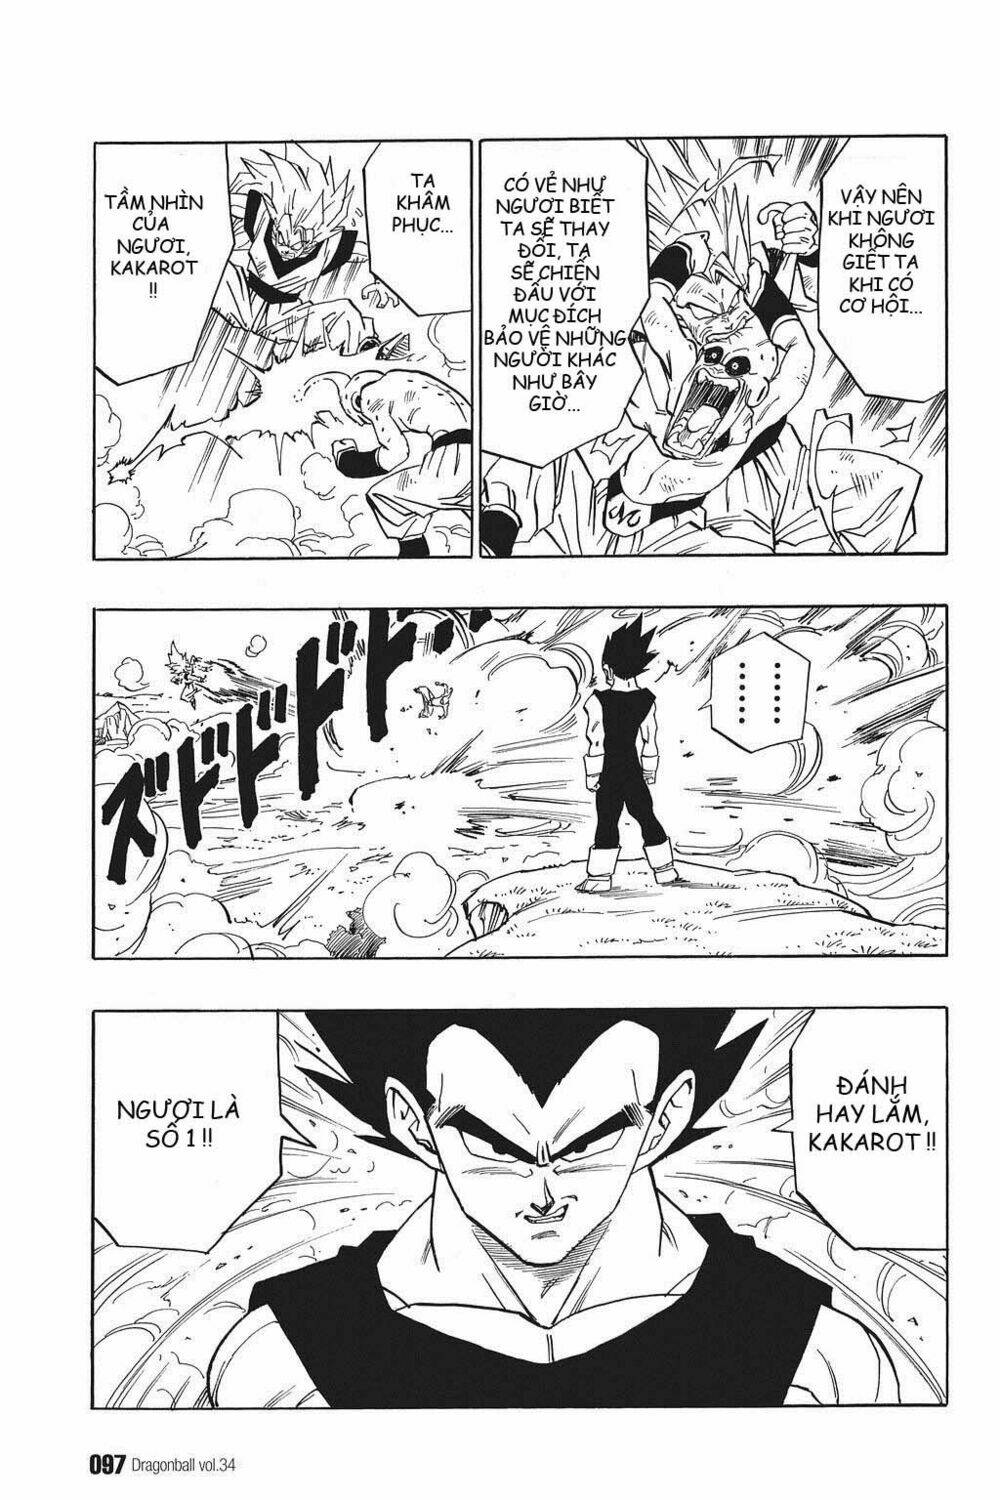 VẬY NÊN
KHI NGƯƠI
KHÔNG
GIẾT TA
KHI CÓ
CƠ HỘI...
CÓ VẺ NHƯ
NGƯƠI BIẾT
TA SẼ THAY
ĐỔI, TA
SẼ CHIẾN
ĐẤU VỚI
MỤC ĐÍCH
BẢO VỆ NHỮNG
NGƯỜI KHÁC
NHƯ BÂY
GIỜ...
TA
KHÂM
PHỤC...
TẦM NHÌN
CỦA
NGƯƠI,
KAKAROT
!!
ズドドドドド
ĐÁNH
HAY LẮM,
KAKAROT !!
NGƯƠI LÀ
SỐ 1 !!
097 Dragonball vol.34